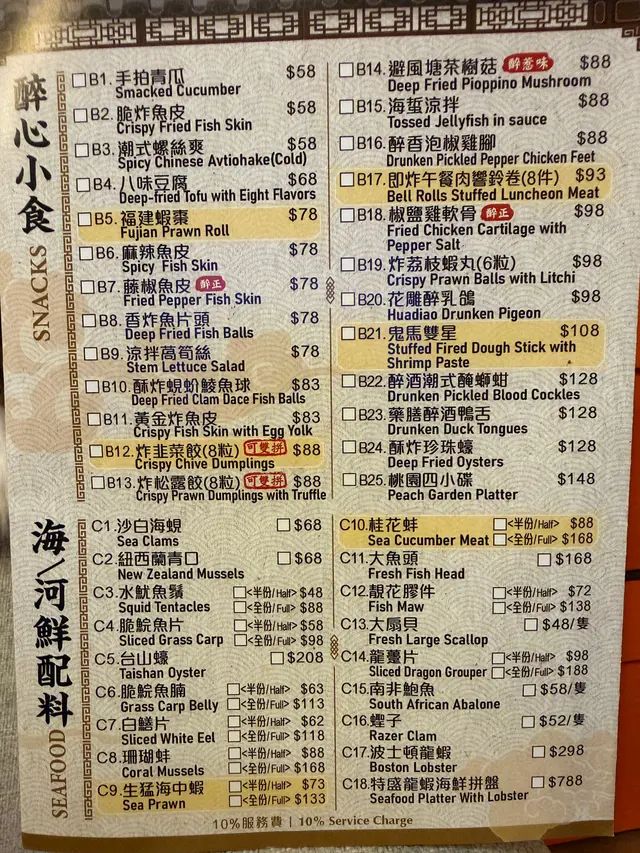 醉心小食 SNACKS
B1. 手拍青瓜 $58
Smacked Cucumber
B2. 脆炸魚皮 $58
Crispy Fried Fish Skin
B3. 潮式螺絲爽 $58
Spicy Chinese Avtiohake(Cold)
B4. 八味豆腐 $68
Deep-fried Tofu with Eight Flavors
B5. 福建蝦棗 $78
Fujian Prawn Roll
B6. 麻辣魚皮 $78
Spicy Fish Skin
B7. 藤椒魚皮 醉正 $78
Fried Pepper Fish Skin
B8. 香炸魚片頭 $78
Deep Fried Fish Balls
B9. 涼拌萵筍絲 $78
Stem Lettuce Salad
B10. 酥炸蜆蚧鯪魚球 $83
Deep Fried Clam Dace Fish Balls
B11. 黃金炸魚皮 $83
Crispy Fish Skin with Egg Yolk
B12. 炸韭菜餃(8粒) 可雙拼 $88
Crispy Chive Dumplings
B13. 炸松露餃(8粒) 可雙拼 $88
Crispy Prawn Dumplings with Truffle
B14. 避風塘茶樹菇 醉惹味 $88
Deep Fried Pioppino Mushroom
B15. 海蜇涼拌 $88
Tossed Jellyfish in sauce
B16. 醉香泡椒雞腳 $88
Drunken Pickled Pepper Chicken Feet
B17. 即炸午餐肉響鈴卷(8件) $93
Bell Rolls Stuffed Luncheon Meat
B18. 椒鹽雞軟骨 醉正 $98
Fried Chicken Cartilage with
Pepper Salt
B19. 炸荔枝蝦丸(6粒) $98
Crispy Prawn Balls with Litchi
B20. 花雕醉乳鴿 $98
Huadiao Drunken Pigeon
B21. 鬼馬雙星 $108
Stuffed Fired Dough Stick with
Shrimp Paste
B22. 醉酒潮式醃螄蚶 $128
Drunken Pickled Blood Cockles
B23. 藥膳醉酒鴨舌 $128
Drunken Duck Tongues
B24. 酥炸珍珠蠔 $128
Deep Fried Oysters
B25. 桃園四小碟 $148
Peach Garden Platter
海/河鮮配料 SEAFOOD
C1. 沙白海蜆 $68
Sea Clams
C2. 紐西蘭青口 $68
New Zealand Mussels
C3. 水魷魚鬚 <半份/Half> $48
Squid Tentacles <全份/Full> $88
C4. 脆鯇魚片 <半份/Half> $58
Sliced Grass Carp <全份/Full> $98
C5. 台山蠔 $208
Taishan Oyster
C6. 脆鯇魚腩 <半份/Half> $63
Grass Carp Belly <全份/Full> $113
C7. 白鱔片 <半份/Half> $62
Sliced White Eel <全份/Full> $118
C8. 珊瑚蚌 <半份/Half> $88
Coral Mussels <全份/Full> $168
C9. 生猛海中蝦 <半份/Half> $73
Sea Prawn <全份/Full> $133
C10. 桂花蚌 <半份/Half> $88
Sea Cucumber Meat <全份/Full> $168
C11. 大魚頭 $168
Fresh Fish Head
C12. 靚花膠件 <半份/Half> $72
Fish Maw <全份/Full> $138
C13. 大扇貝 $48/隻
Fresh Large Scallop
C14. 龍躉片 <半份/Half> $98
Sliced Dragon Grouper <全份/Full> $188
C15. 南非鮑魚 $58/隻
South African Abalone
C16. 蟶子 $52/隻
Razer Clam
C17. 波士頓龍蝦 $298
Boston Lobster
C18. 特盛龍蝦海鮮拼盤 $788
Seafood Platter With Lobster
10%服務費 | 10% Service Charge